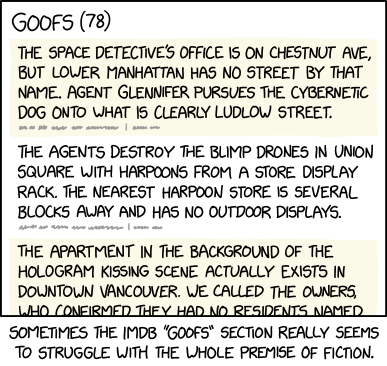 GOOFS (78)
THE SPACE DETECTIVE'S OFFICE IS ON CHESTNUT AVE,
BUT LOWER MANHATTAN HAS NO STREET BY THAT
NAME. AGENT GLENNIFER PURSUES THE CYBERNETIC
DOG ONTO WHAT IS CLEARLY LUDLOW STREET.
THE AGENTS DESTROY THE BLIMP DRONES IN UNION
SQUARE WITH HARPOONS FROM A STORE DISPLAY
RACK. THE NEAREST HARPOON STORE IS SEVERAL
BLOCKS AWAY AND HAS NO OUTDOOR DISPLAYS.
THE APARTMENT IN THE BACKGROUND OF THE
HOLOGRAM KISSING SCENE ACTUALLY EXISTS IN
DOWNTOWN VANCOUVER. WE CALLED THE OWNERS,
WHO CONFIRMED THEY HAD NO RESIDENTS NAMED
SOMETIMES THE IMDB "GOOFS" SECTION REALLY SEEMS
TO STRUGGLE WITH THE WHOLE PREMISE OF FICTION.